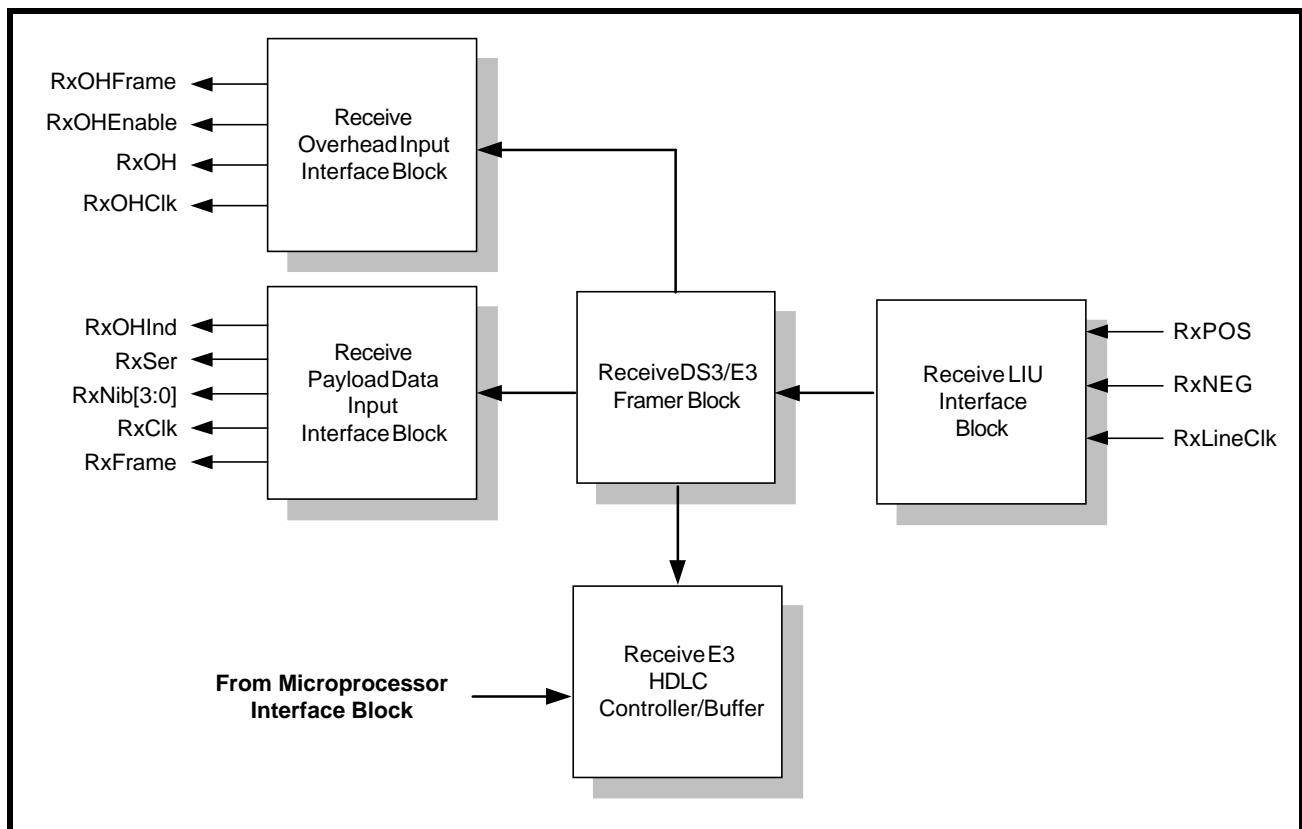 RxOHFrame
RxOHEnable
RxOH
RxOHClk
Receive
Overhead Input
Interface Block
RxOHInd
RxSer
RxNib[3:0]
RxClk
RxFrame
Receive
Payload Data
Input
Interface Block
Receive DS3/E3
Framer Block
Receive LIU
Interface
Block
RxPOS
RxNEG
RxLineClk
From Microprocessor
Interface Block
Receive E3
HDLC
Controller/Buffer